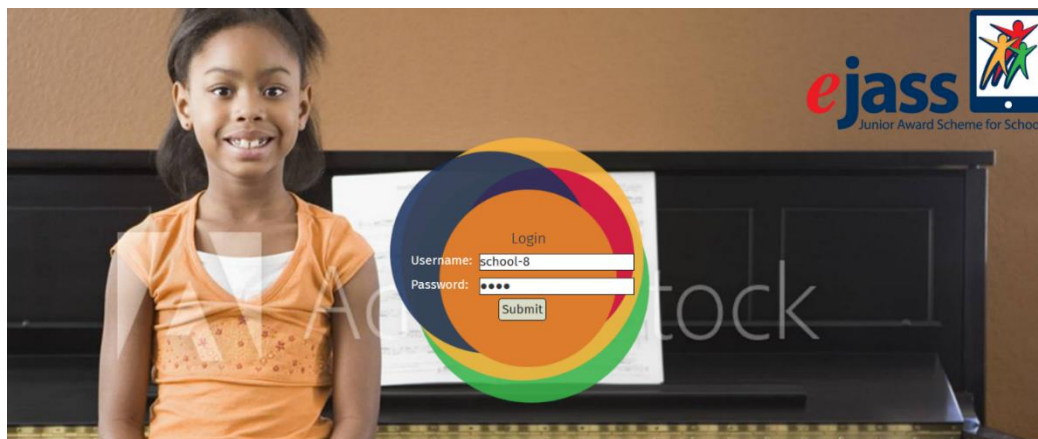 ejass
Junior Award Scheme for School
Login
Username: school-8
Password: ●●●●
Submit
Adobe Stock